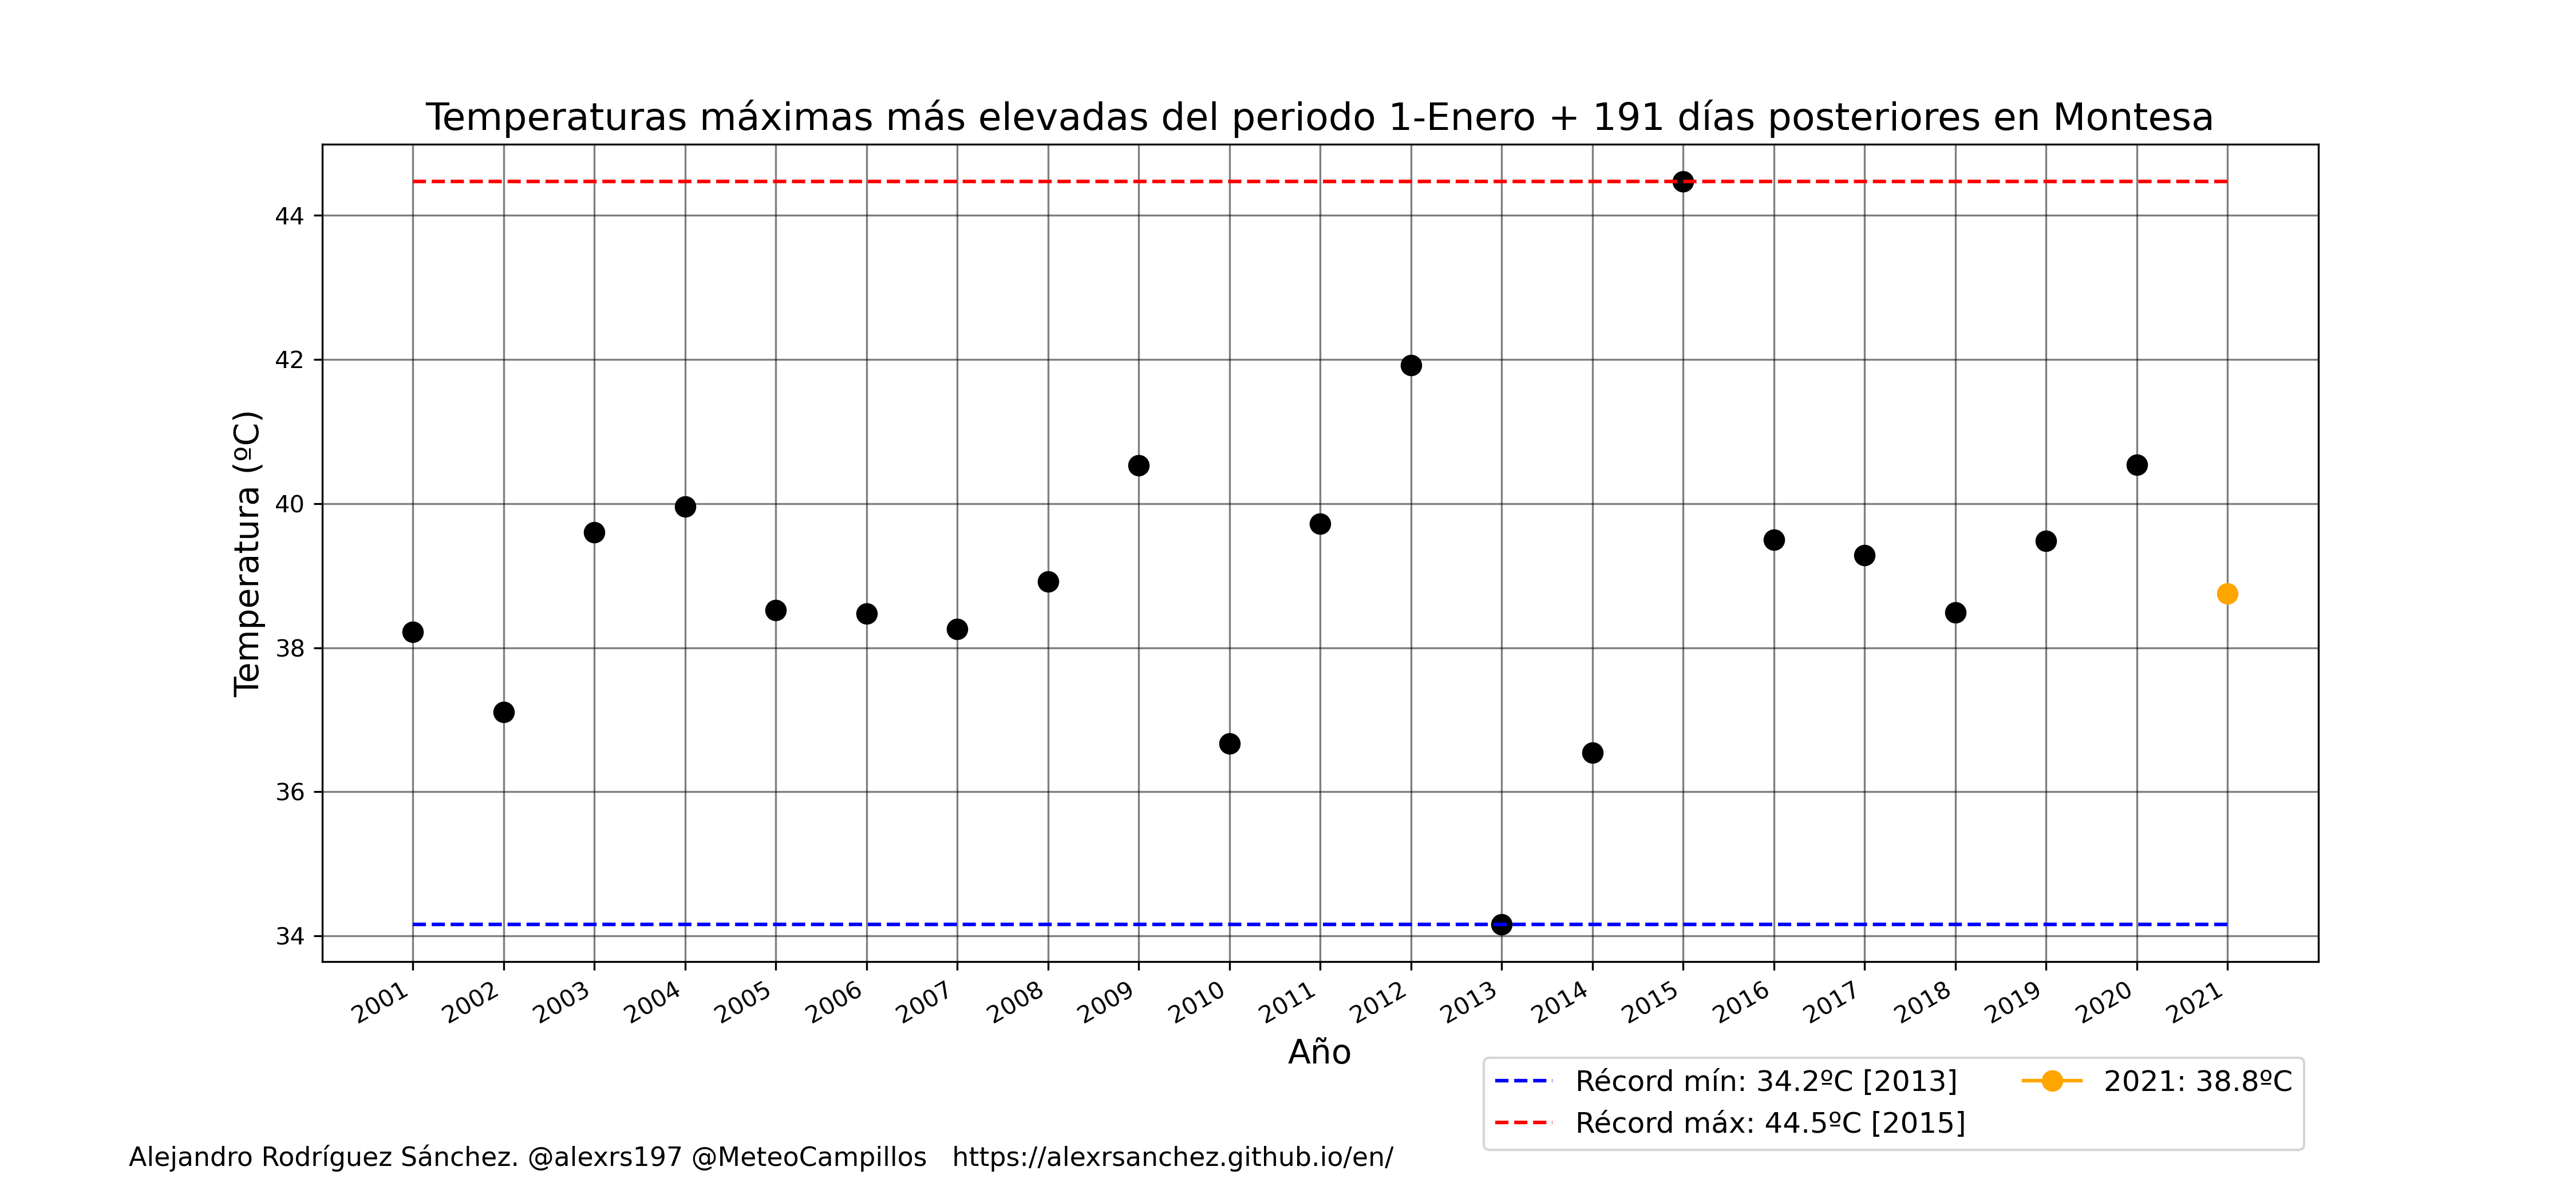 Temperaturas máximas más elevadas del periodo 1-Enero + 191 días posteriores en Montesa
Temperatura (ºC)
44
42
40
38
36
34
2001 2002 2003 2004 2005 2006 2007 2008 2009 2010 2011 2012 2013 2014 2015 2016 2017 2018 2019 2020 2021
Año
Récord mín: 34.2ºC [2013]
Récord máx: 44.5ºC [2015]
2021: 38.8ºC
Alejandro Rodríguez Sánchez. @alexrs197 @MeteoCampillos https://alexrsanchez.github.io/en/